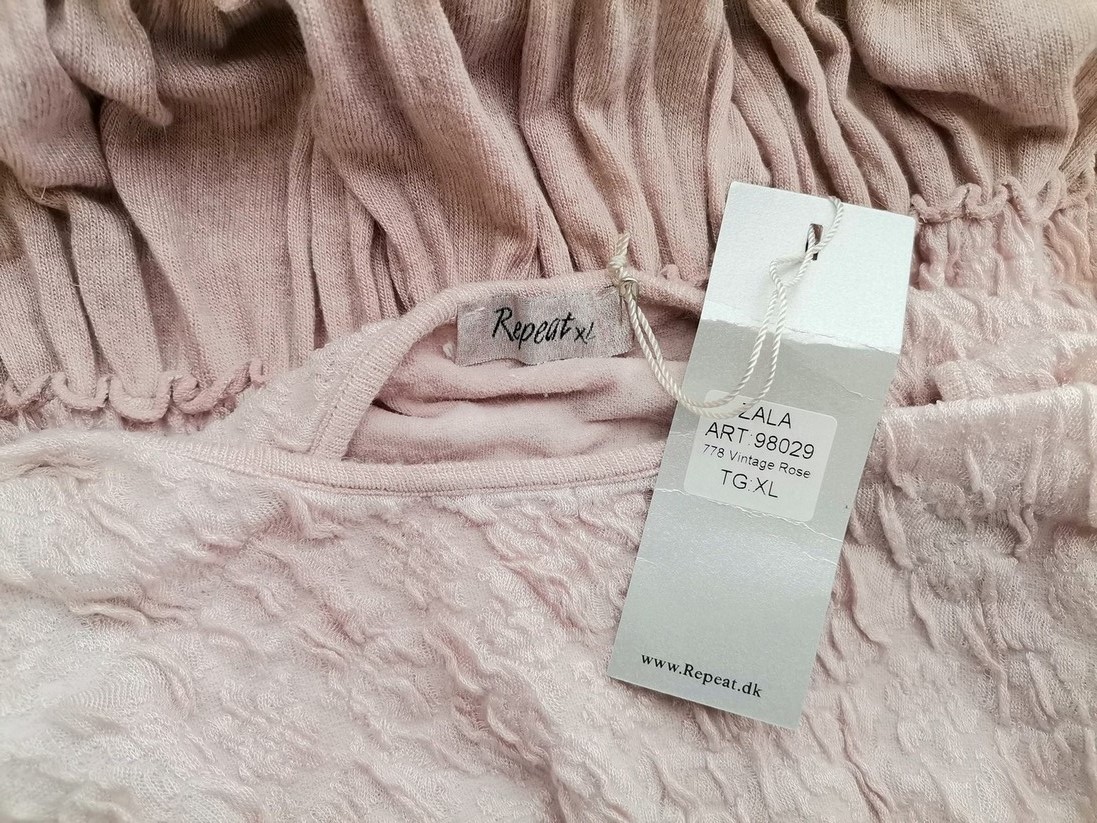 Repeat XL
ZALA
ART:98029
778 Vintage Rose
TG:XL
www.Repeat.dk